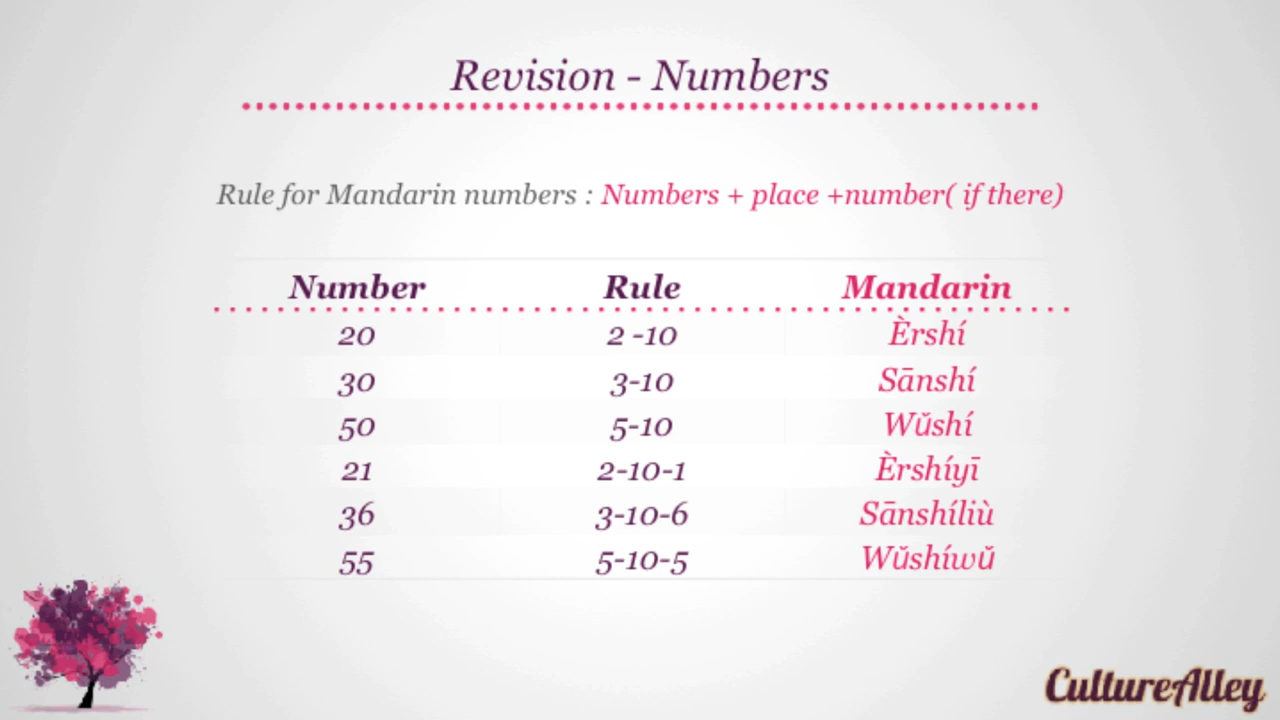 Revision - Numbers
Rule for Mandarin numbers : Numbers + place +number( if there)
Number Rule Mandarin
20 2 -10 Èrshí
30 3-10 Sānshí
50 5-10 Wǔshí
21 2-10-1 Èrshíyī
36 3-10-6 Sānshíliù
55 5-10-5 Wǔshíwǔ
CultureAlley